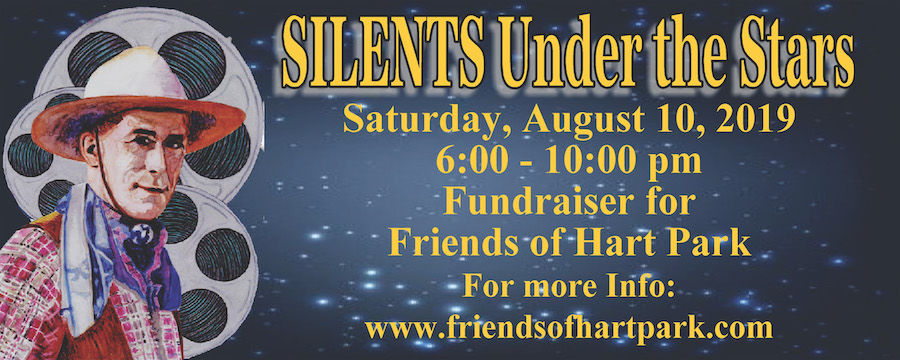 SILENTS Under the Stars
Saturday, August 10, 2019
6:00 - 10:00 pm
Fundraiser for
Friends of Hart Park
For more Info:
www.friendsofhartpark.com